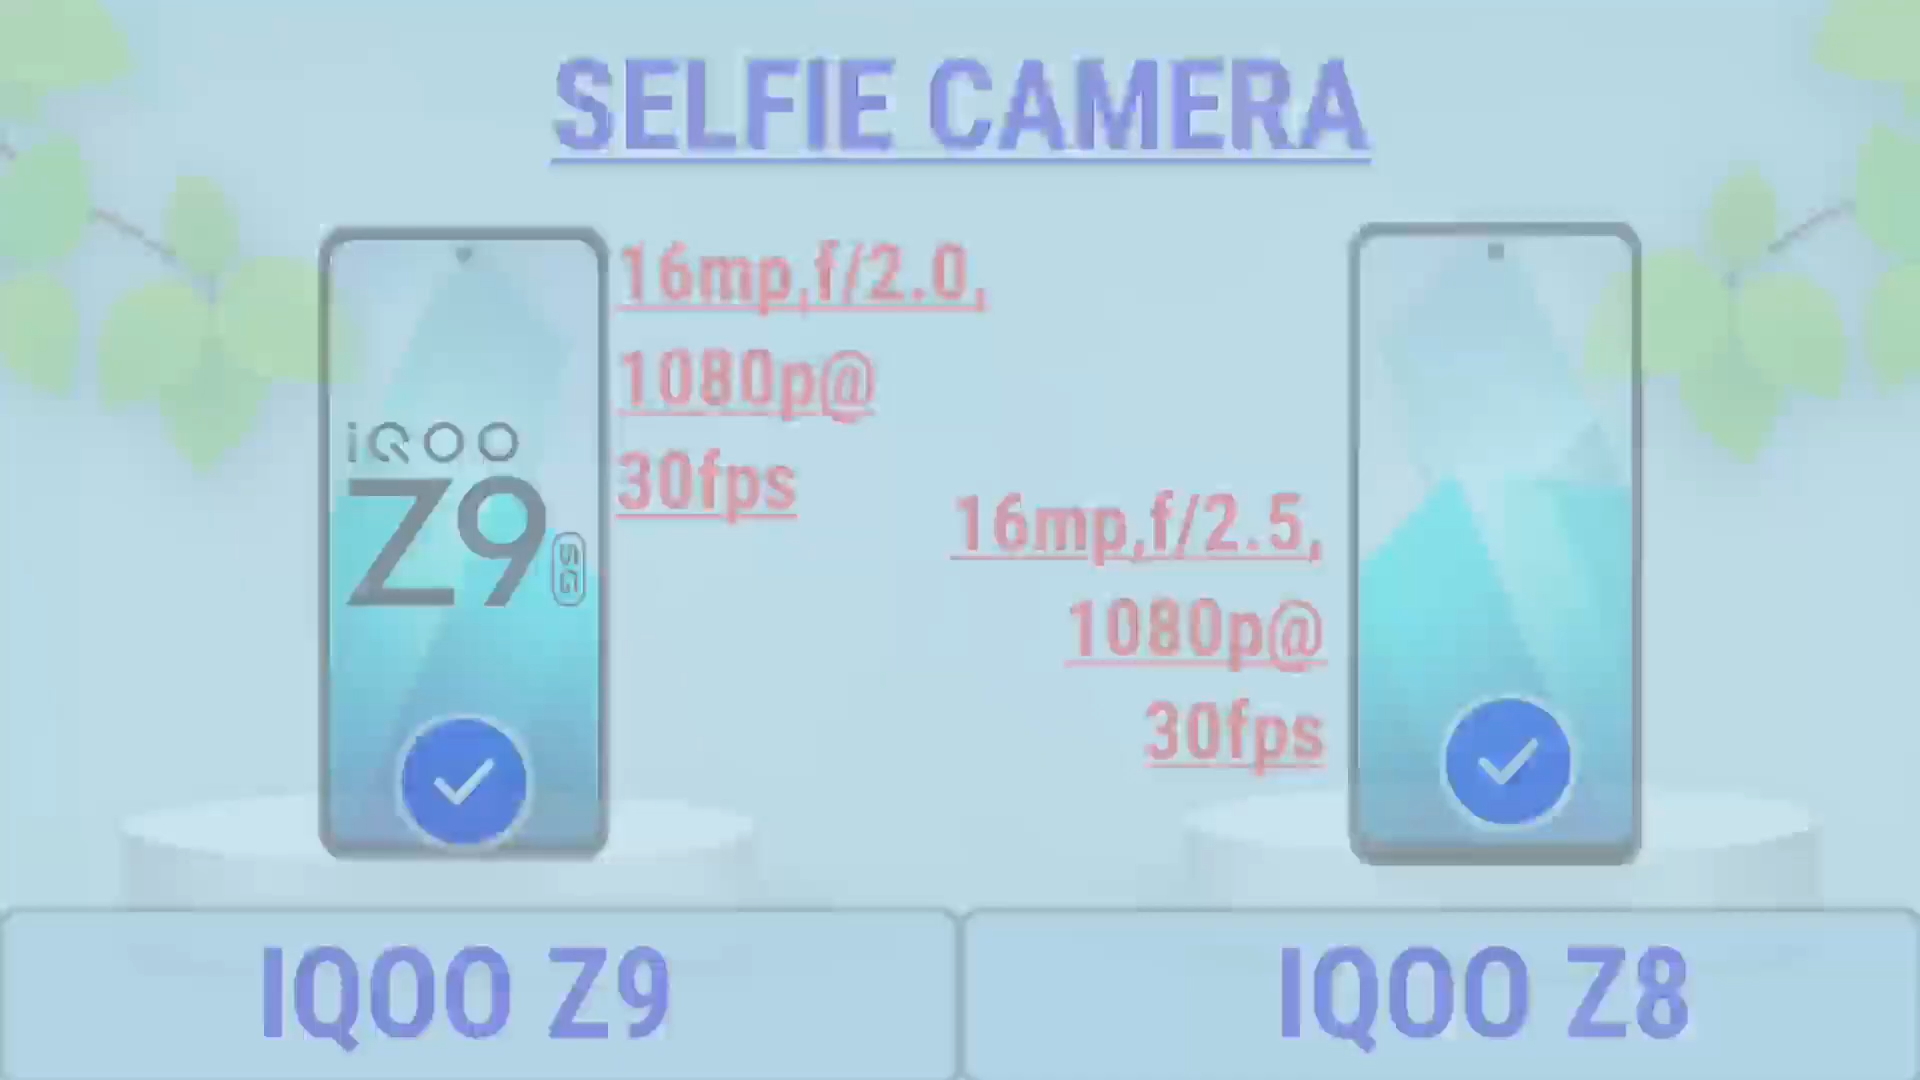 SELFIE CAMERA
16mp,f/2.0,
1080p@
30fps
iQOO
Z9 5G
16mp,f/2.5,
1080p@
30fps
IQOO Z9
IQOO Z8